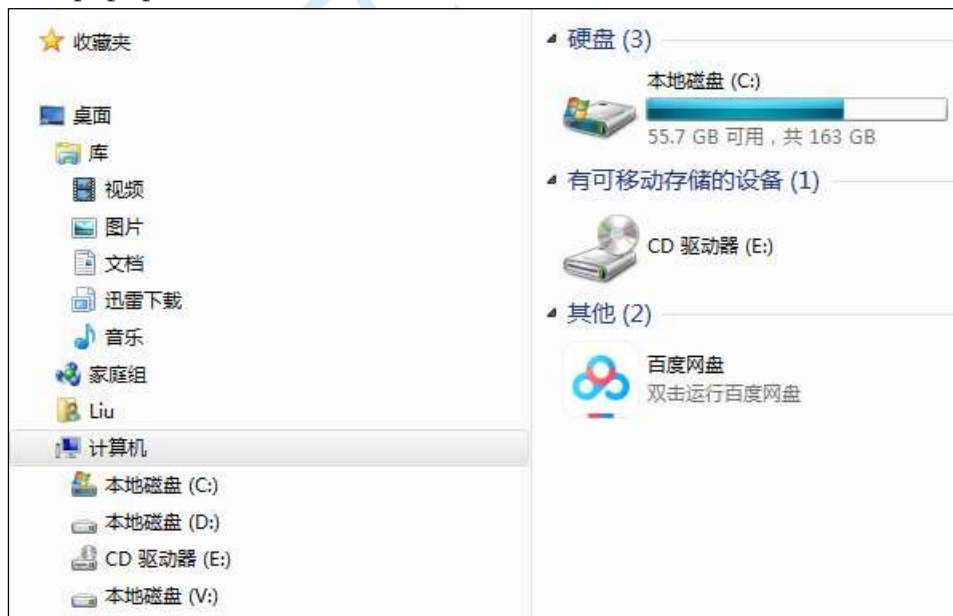 收藏夹
桌面
库
视频
图片
文档
迅雷下载
音乐
家庭组
Liu
计算机
本地磁盘 (C:)
本地磁盘 (D:)
CD 驱动器 (E:)
本地磁盘 (V:)
硬盘 (3)
本地磁盘 (C:)
55.7 GB 可用，共 163 GB
有可移动存储的设备 (1)
CD 驱动器 (E:)
其他 (2)
百度网盘
双击运行百度网盘